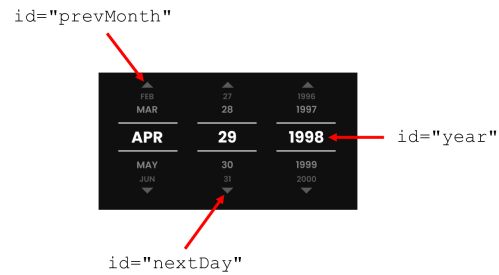 id="prevMonth"
FEB 27 1996
MAR 28 1997
APR 29 1998
id="year"
MAY 30 1999
JUN 31 2000
id="nextDay"